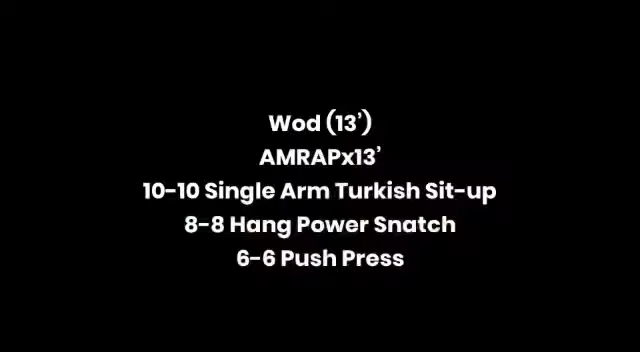 Wod (13’)
AMRAPx13’
10-10 Single Arm Turkish Sit-up
8-8 Hang Power Snatch
6-6 Push Press